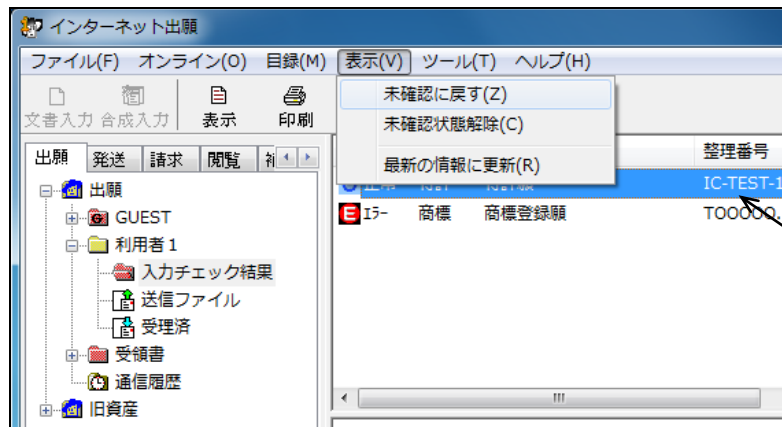 インターネット出願
ファイル(F) オンライン(O) 目録(M) 表示(V) ツール(T) ヘルプ(H)
未確認に戻す(Z)
未確認状態解除(C)
最新の情報に更新(R)
文書入力 合成入力 表示 印刷
出願 発送 請求 閲覧
整理番号
IC-TEST-1
エラー 商標 商標登録願 TOOOOO.
出願
GUEST
利用者1
入力チェック結果
送信ファイル
受理済
受領書
通信履歴
旧資産